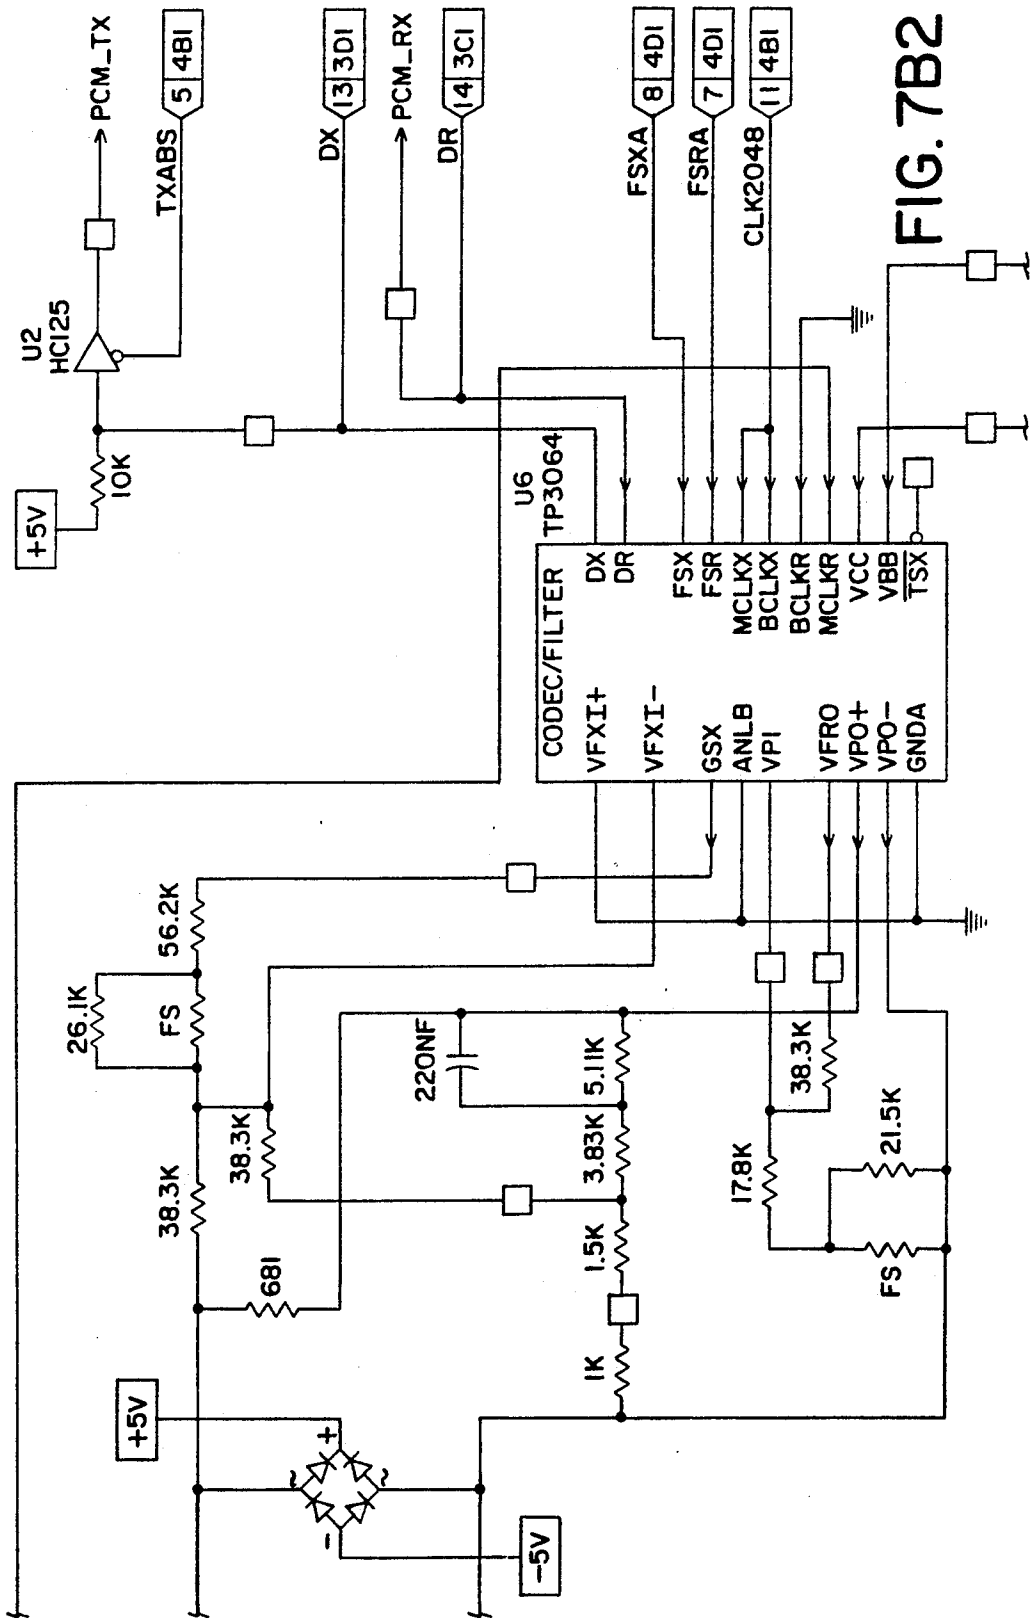 +5V
10K
U2
HC125
PCM_TX
TXABS
5 4B1
DX
13 3D1
PCM_RX
DR
14 3C1
FSXA
8 4D1
FSRA
7 4D1
CLK2048
11 4B1
FIG. 7B2
U6
TP3064
CODEC/FILTER
VFXI+
VFXI-
GSX
ANLB
VPI
VFRO
VPO+
VPO-
GNDA
DX
DR
FSX
FSR
MCLKX
BCLKX
BCLKR
MCLKR
VCC
VBB
TSX
26.1K
FS
56.2K
38.3K
38.3K
681
220NF
5.11K
3.83K
1.5K
1K
38.3K
17.8K
21.5K
FS
+5V
~
+
-
~
-5V